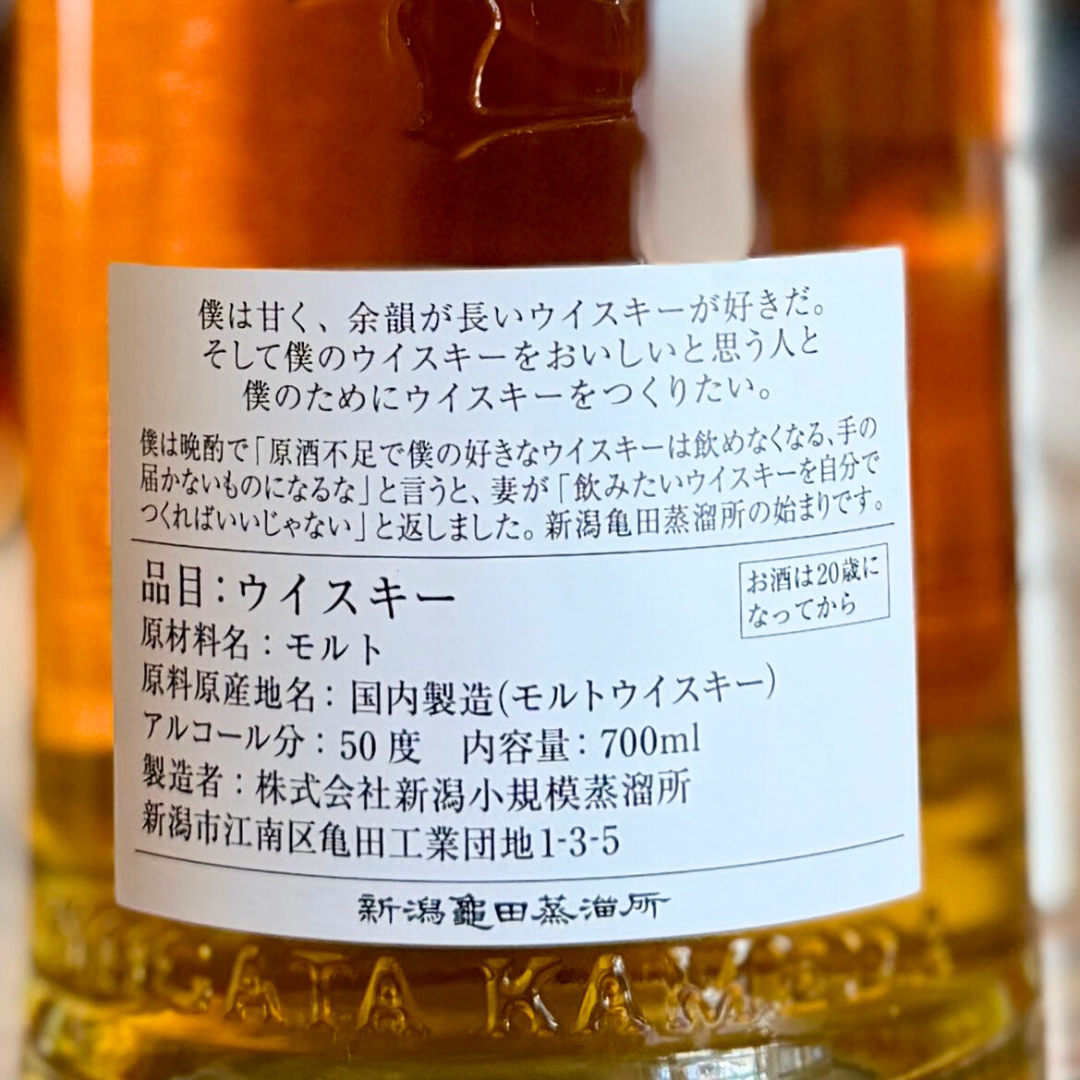 僕は甘く、余韻が長いウイスキーが好きだ。
そして僕のウイスキーをおいしいと思う人と
僕のためにウイスキーをつくりたい。
僕は晩酌で「原酒不足で僕の好きなウイスキーは飲めなくなる、手の
届かないものになるな」と言うと、妻が「飲みたいウイスキーを自分で
つくればいいじゃない」と返しました。新潟亀田蒸溜所の始まりです。
品目：ウイスキー
お酒は20歳に
なってから
原材料名：モルト
原料原産地名：国内製造(モルトウイスキー)
アルコール分：50度　内容量：700ml
製造者：株式会社新潟小規模蒸溜所
新潟市江南区亀田工業団地1-3-5
新潟龜田蒸溜所
NIIGATA KAMEDA